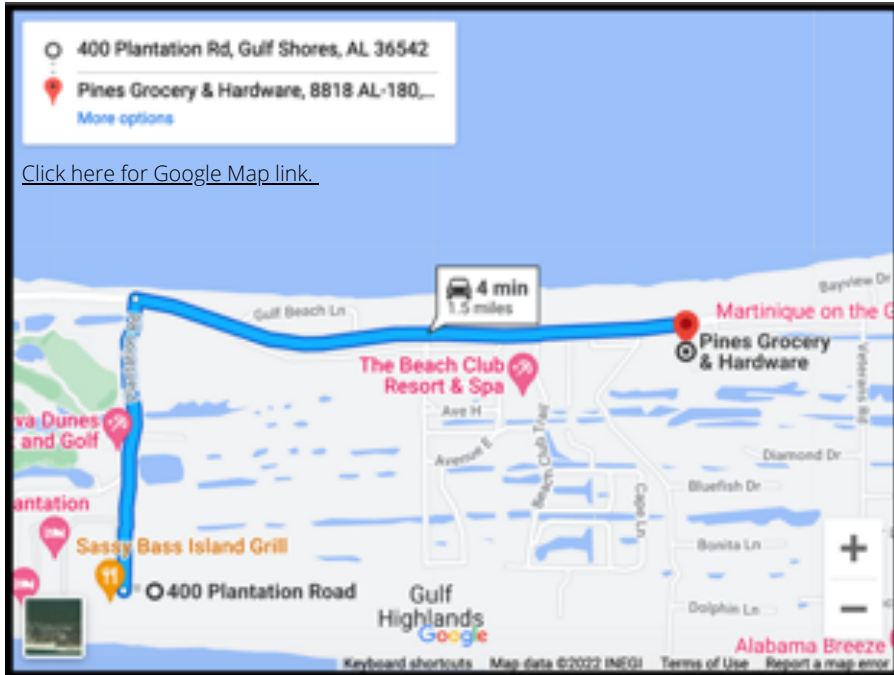 400 Plantation Rd, Gulf Shores, AL 36542
Pines Grocery & Hardware, 8818 AL-180,...
More options
Click here for Google Map link.
4 min
1.5 miles
Gulf Beach Ln
Bayview Dr
Martinique on the G
Pines Grocery
& Hardware
The Beach Club
Resort & Spa
Veterans Rd
Ave H
va Dunes
and Golf
Avenue E
Beach Club Trail
Diamond Dr
Cape Ln
Bluefish Dr
antation
Sassy Bass Island Grill
Bonita Ln
400 Plantation Road
Gulf
Highlands
Dolphin Ln
Google
Alabama Breeze
Keyboard shortcuts Map data ©2022 INEGI Terms of Use Report a map error